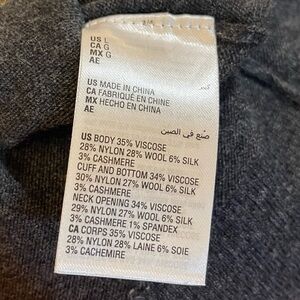 US L
CA G
MX G
AE
US MADE IN CHINA
CA FABRIQUÉ EN CHINE
MX HECHO EN CHINA
AE
صُنع في الصين
US BODY 35% VISCOSE
28% NYLON 28% WOOL 6% SILK
3% CASHMERE
CUFF AND BOTTOM 34% VISCOSE
30% NYLON 27% WOOL 6% SILK
3% CASHMERE
NECK OPENING 34% VISCOSE
29% NYLON 27% WOOL 6% SILK
3% CASHMERE 1% SPANDEX
CA CORPS 35% VISCOSE
28% NYLON 28% LAINE 6% SOIE
3% CACHEMIRE